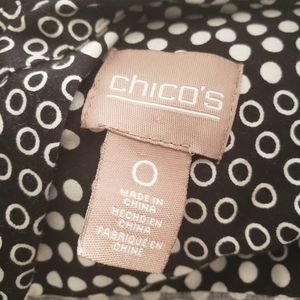 chico's
0
MADE IN
CHINA
HECHO EN
CHINA
FABRIQUÉ EN
CHINE